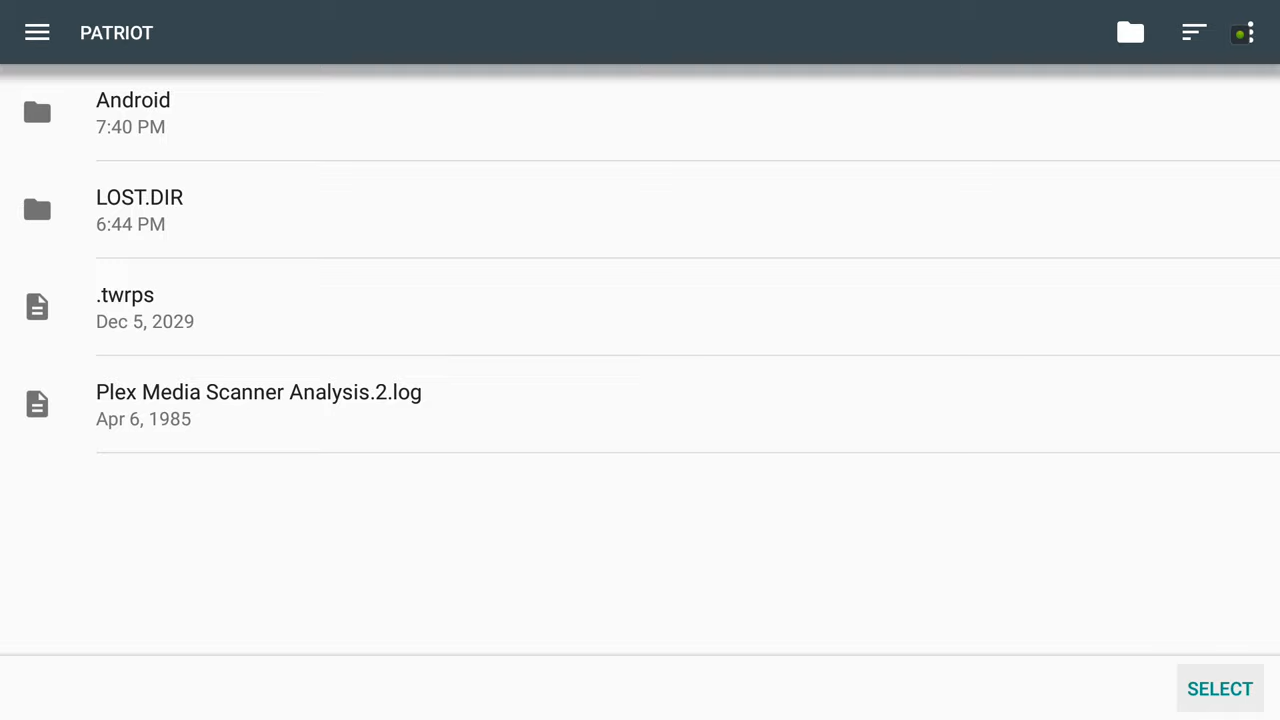 PATRIOT
Android
7:40 PM
LOST.DIR
6:44 PM
.twrps
Dec 5, 2029
Plex Media Scanner Analysis.2.log
Apr 6, 1985
SELECT